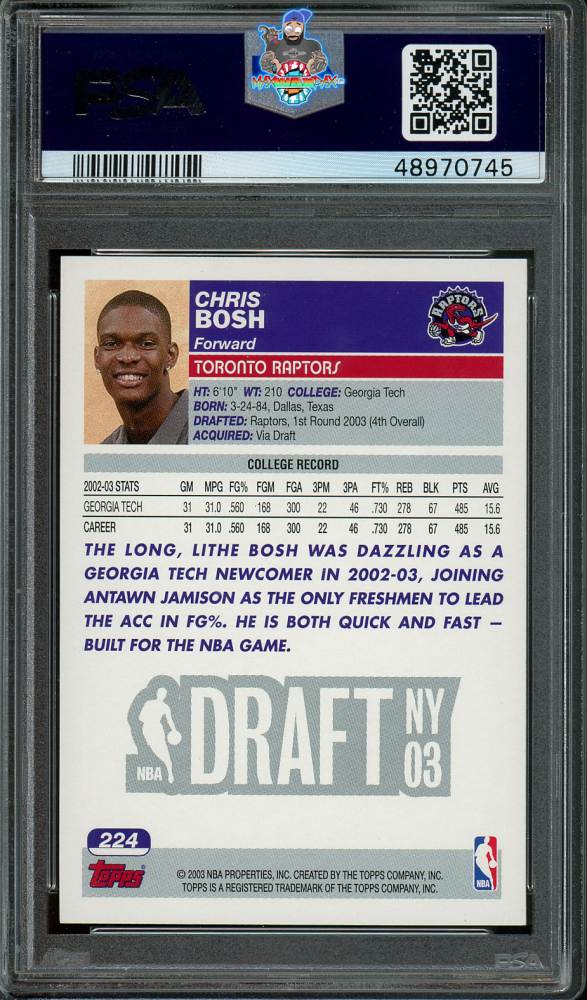 PSA
48970745
CHRIS
BOSH
Forward
RAPTORS
TORONTO RAPTORS
HT: 6'10" WT: 210 COLLEGE: Georgia Tech
BORN: 3-24-84, Dallas, Texas
DRAFTED: Raptors, 1st Round 2003 (4th Overall)
ACQUIRED: Via Draft
COLLEGE RECORD
2002-03 STATS GM MPG FG% FGM FGA 3PM 3PA FT% REB BLK PTS AVG
GEORGIA TECH 31 31.0 .560 168 300 22 46 .730 278 67 485 15.6
CAREER 31 31.0 .560 168 300 22 46 .730 278 67 485 15.6
THE LONG, LITHE BOSH WAS DAZZLING AS A
GEORGIA TECH NEWCOMER IN 2002-03, JOINING
ANTAWN JAMISON AS THE ONLY FRESHMEN TO LEAD
THE ACC IN FG%. HE IS BOTH QUICK AND FAST —
BUILT FOR THE NBA GAME.
NBA DRAFT NY 03
224
Topps
© 2003 NBA PROPERTIES, INC. CREATED BY THE TOPPS COMPANY, INC.
TOPPS IS A REGISTERED TRADEMARK OF THE TOPPS COMPANY, INC.
NBA
PSA